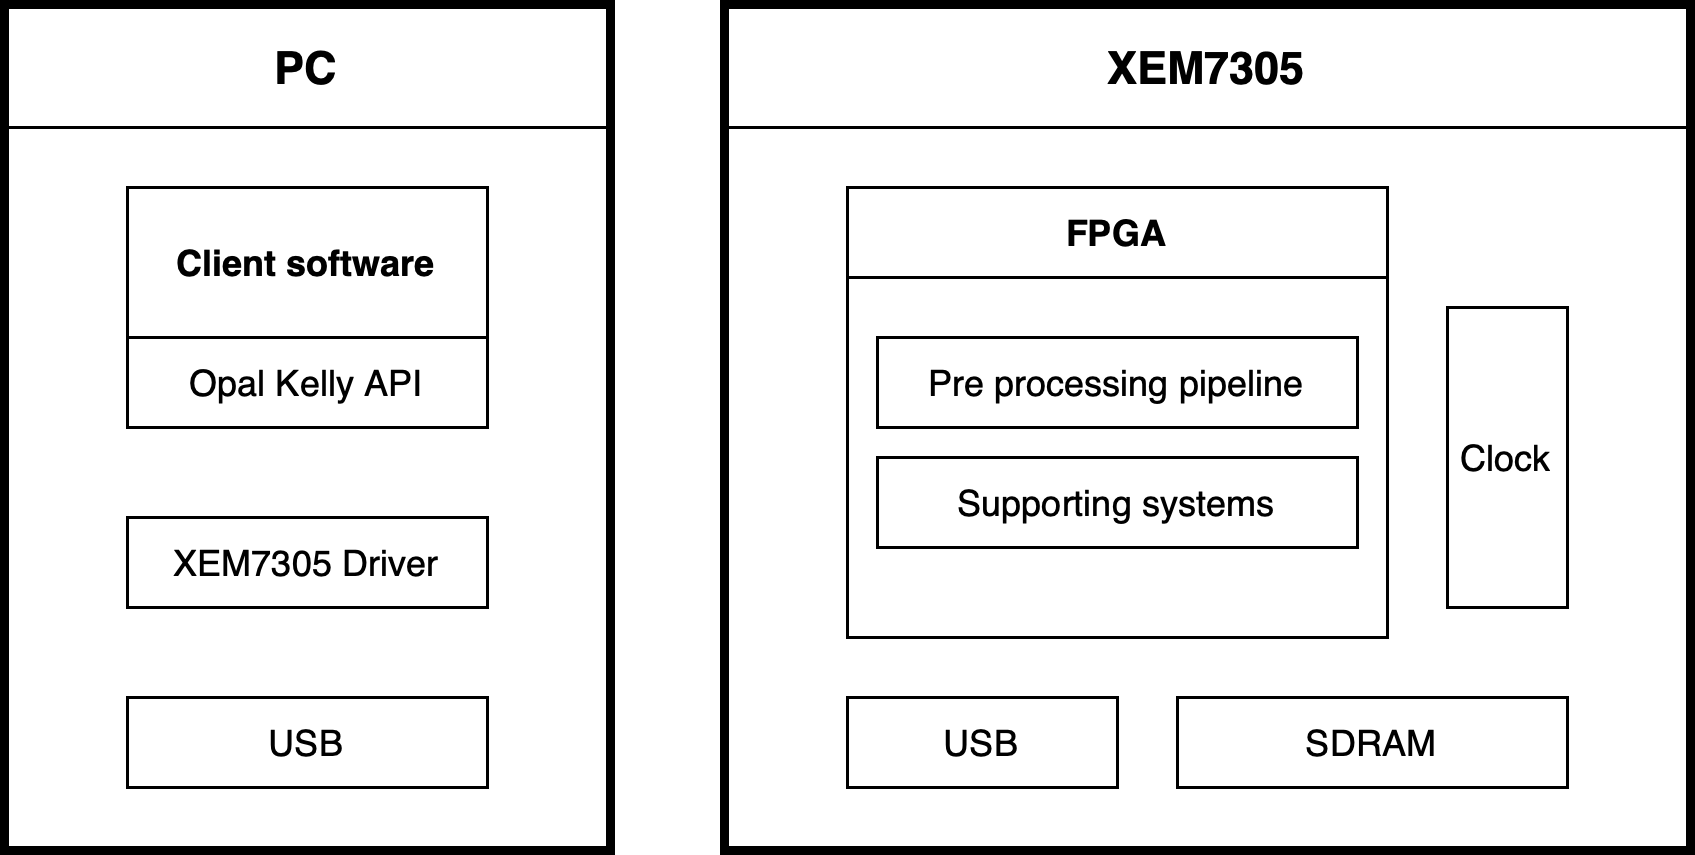 PC
Client software
Opal Kelly API
XEM7305 Driver
USB
XEM7305
FPGA
Pre processing pipeline
Supporting systems
Clock
USB
SDRAM